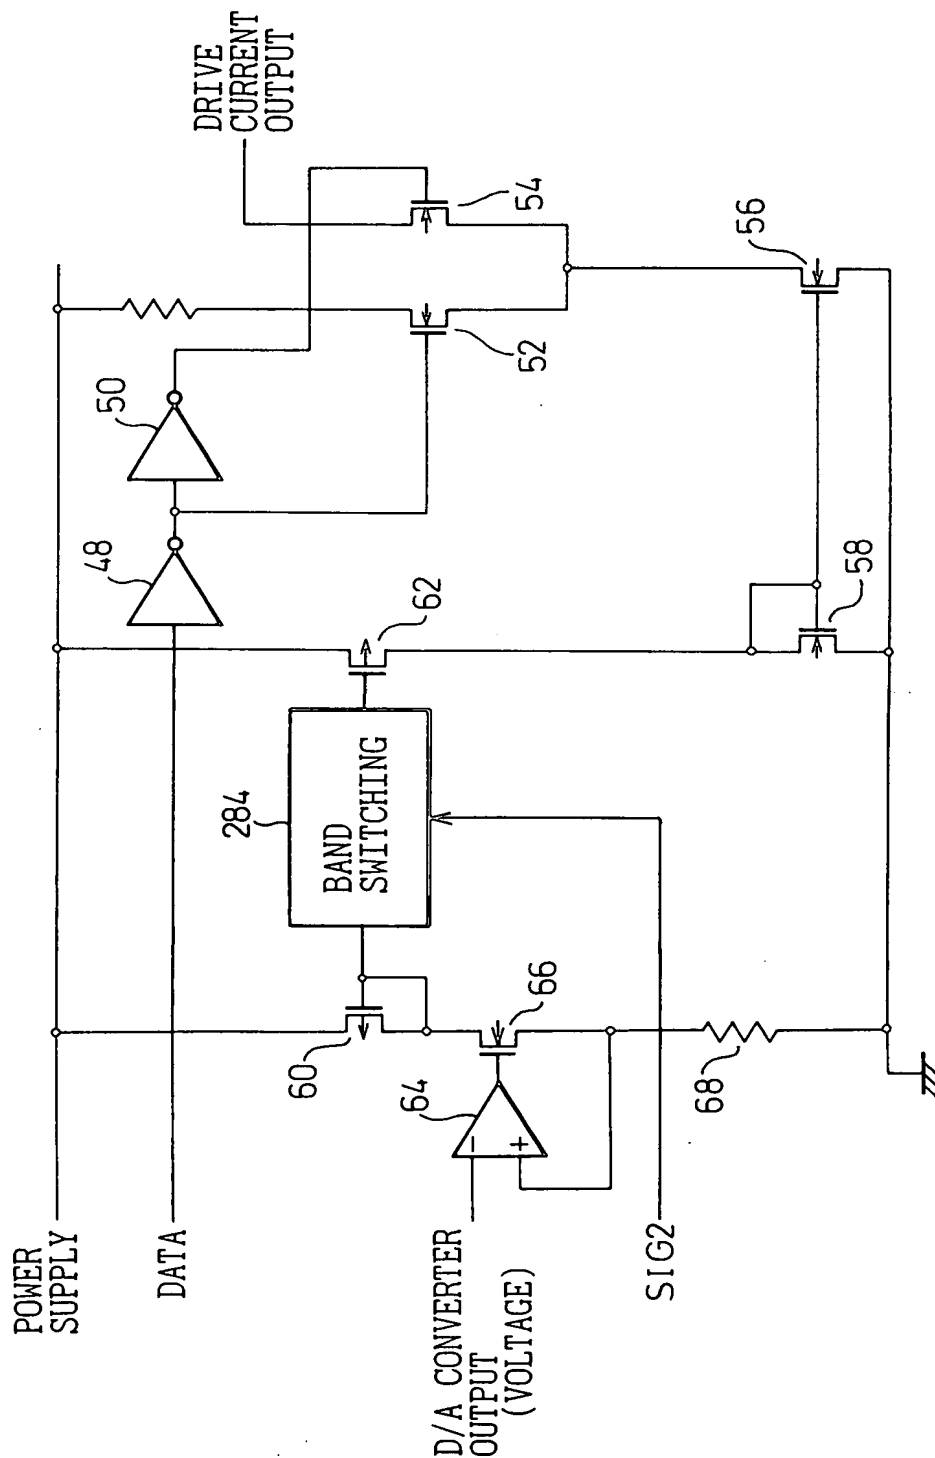 POWER
SUPPLY
DATA
D/A CONVERTER
OUTPUT
(VOLTAGE)
SIG2
DRIVE
CURRENT
OUTPUT
48
50
52
54
56
58
60
62
64
66
68
284
BAND
SWITCHING
−
+